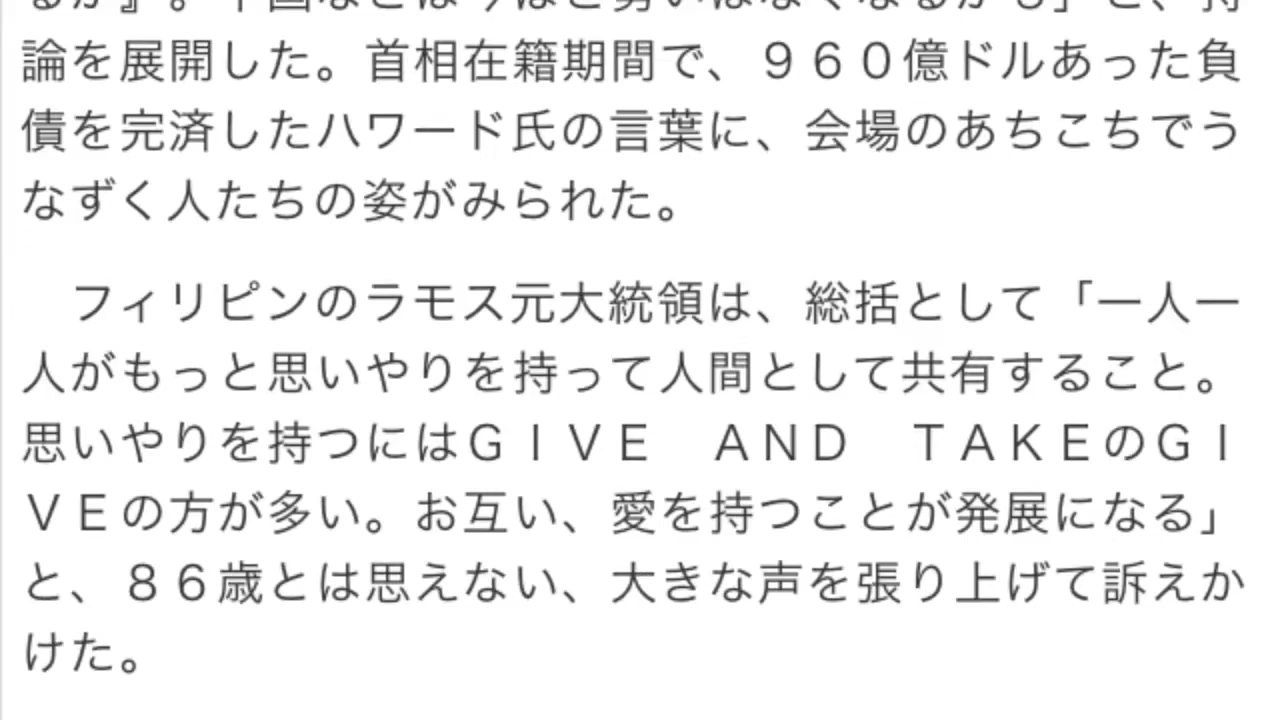 論を展開した。首相在籍期間で、９６０億ドルあった負
債を完済したハワード氏の言葉に、会場のあちこちでう
なずく人たちの姿がみられた。
フィリピンのラモス元大統領は、総括として「一人一
人がもっと思いやりを持って人間として共有すること。
思いやりを持つにはＧＩＶＥ　ＡＮＤ　ＴＡＫＥのＧＩ
ＶＥの方が多い。お互い、愛を持つことが発展になる」
と、８６歳とは思えない、大きな声を張り上げて訴えか
けた。